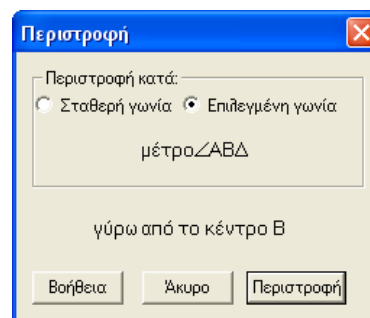 Περιστροφή
Περιστροφή κατά:
Σταθερή γωνία Επιλεγμένη γωνία
μέτρο∠ΑΒΔ
γύρω από το κέντρο Β
Βοήθεια Άκυρο Περιστροφή